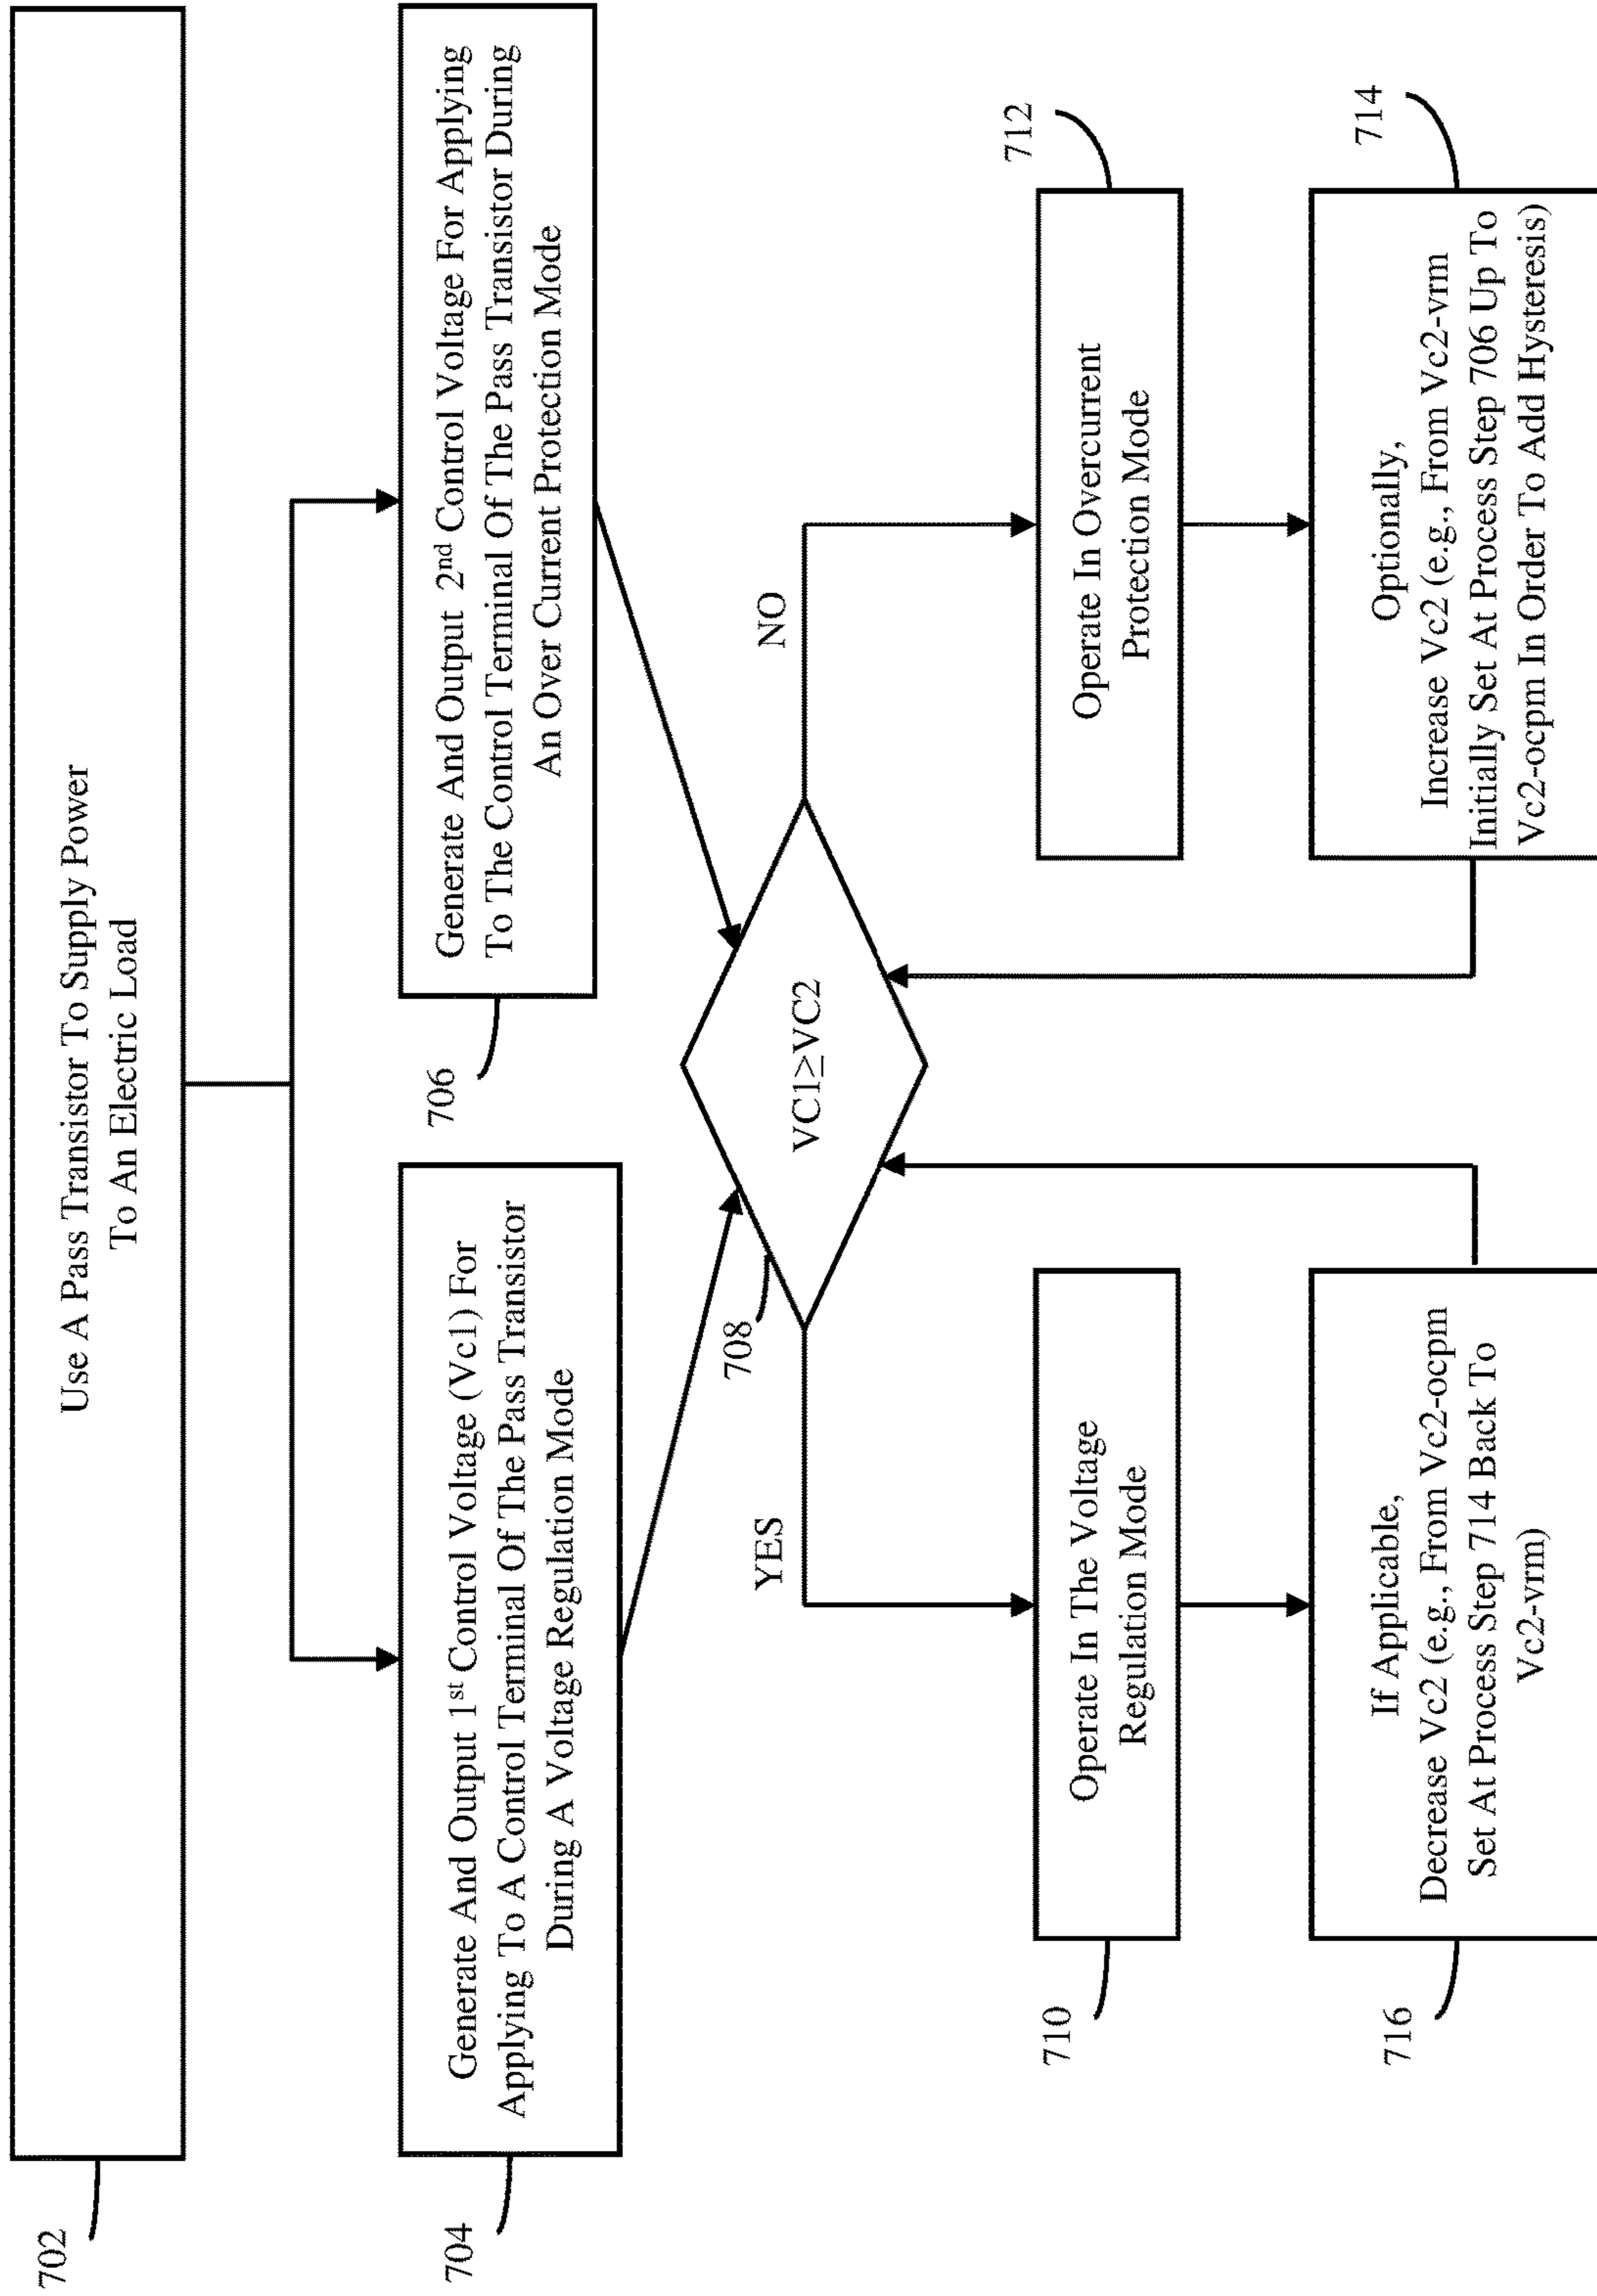 Use A Pass Transistor To Supply Power
To An Electric Load
702
Generate And Output 1st Control Voltage (Vc1) For
Applying To A Control Terminal Of The Pass Transistor
During A Voltage Regulation Mode
704
Generate And Output 2nd Control Voltage For Applying
To The Control Terminal Of The Pass Transistor During
An Over Current Protection Mode
706
VC1≥VC2
708
YES
NO
Operate In The Voltage
Regulation Mode
710
Operate In Overcurrent
Protection Mode
712
If Applicable,
Decrease Vc2 (e.g., From Vc2-ocpm
Set At Process Step 714 Back To
Vc2-vrm)
716
Optionally,
Increase Vc2 (e.g., From Vc2-vrm
Initially Set At Process Step 706 Up To
Vc2-ocpm In Order To Add Hysteresis)
714